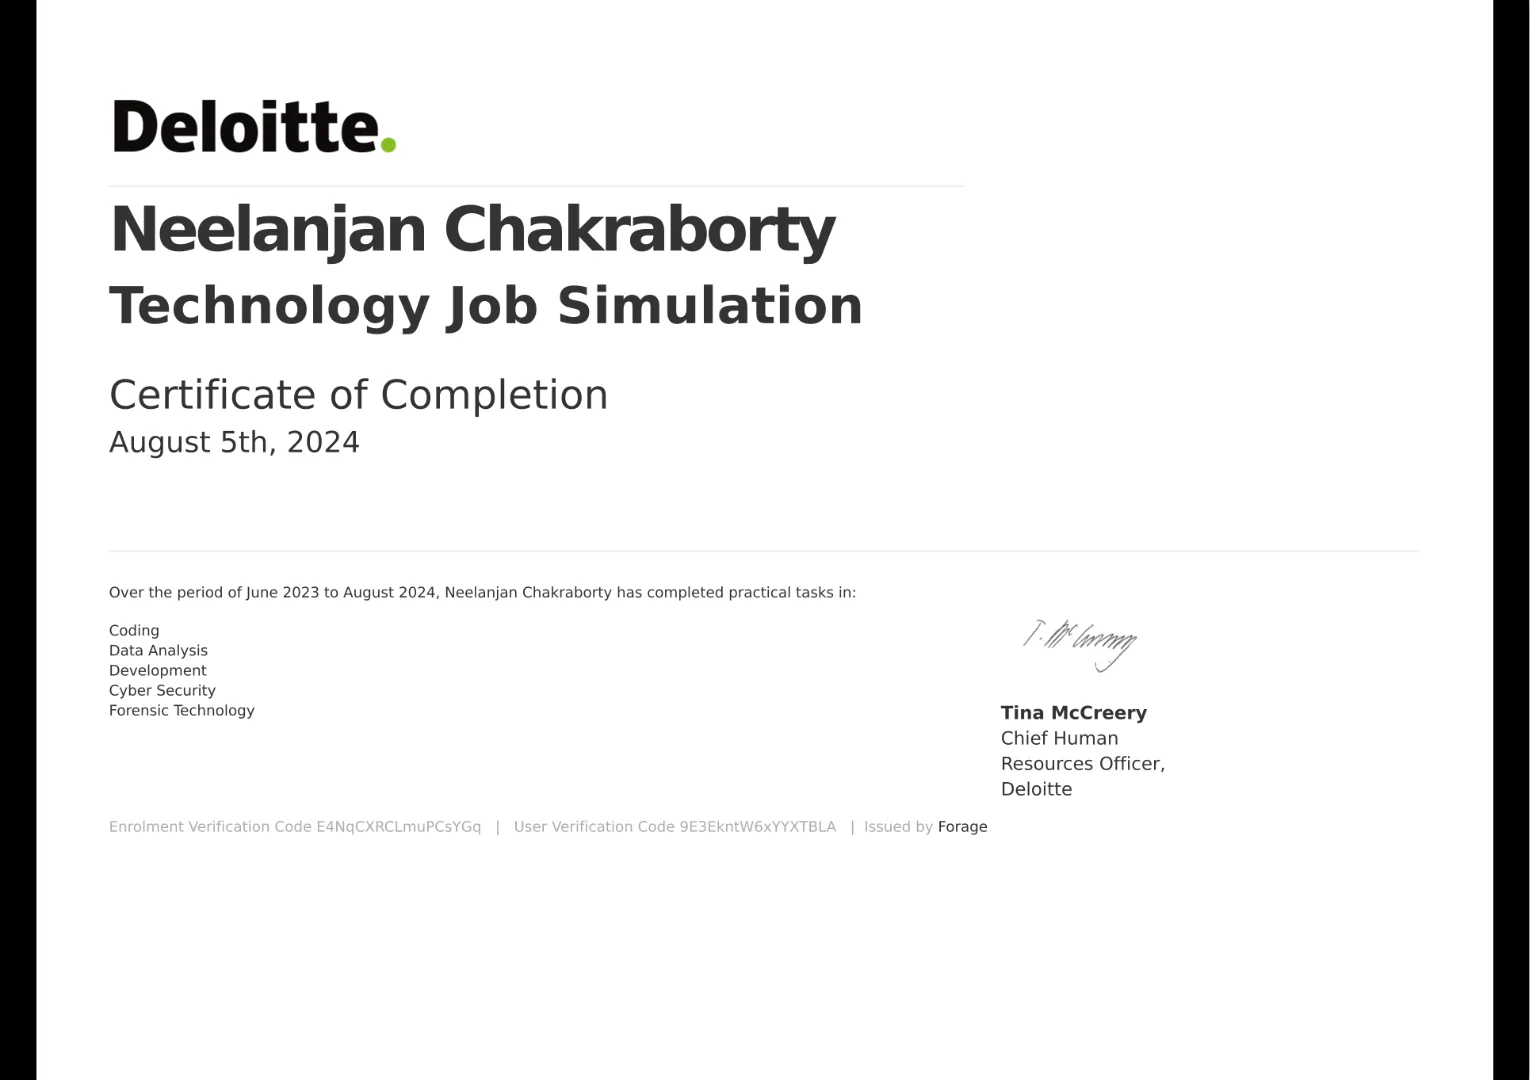 Deloitte.
Neelanjan Chakraborty
Technology Job Simulation
Certificate of Completion
August 5th, 2024
Over the period of June 2023 to August 2024, Neelanjan Chakraborty has completed practical tasks in:
Coding
Data Analysis
Development
Cyber Security
Forensic Technology
T. McCreery
Tina McCreery
Chief Human
Resources Officer,
Deloitte
Enrolment Verification Code E4NqCXRCLmuPCsYGq | User Verification Code 9E3EkntW6xYYXTBLA | Issued by Forage